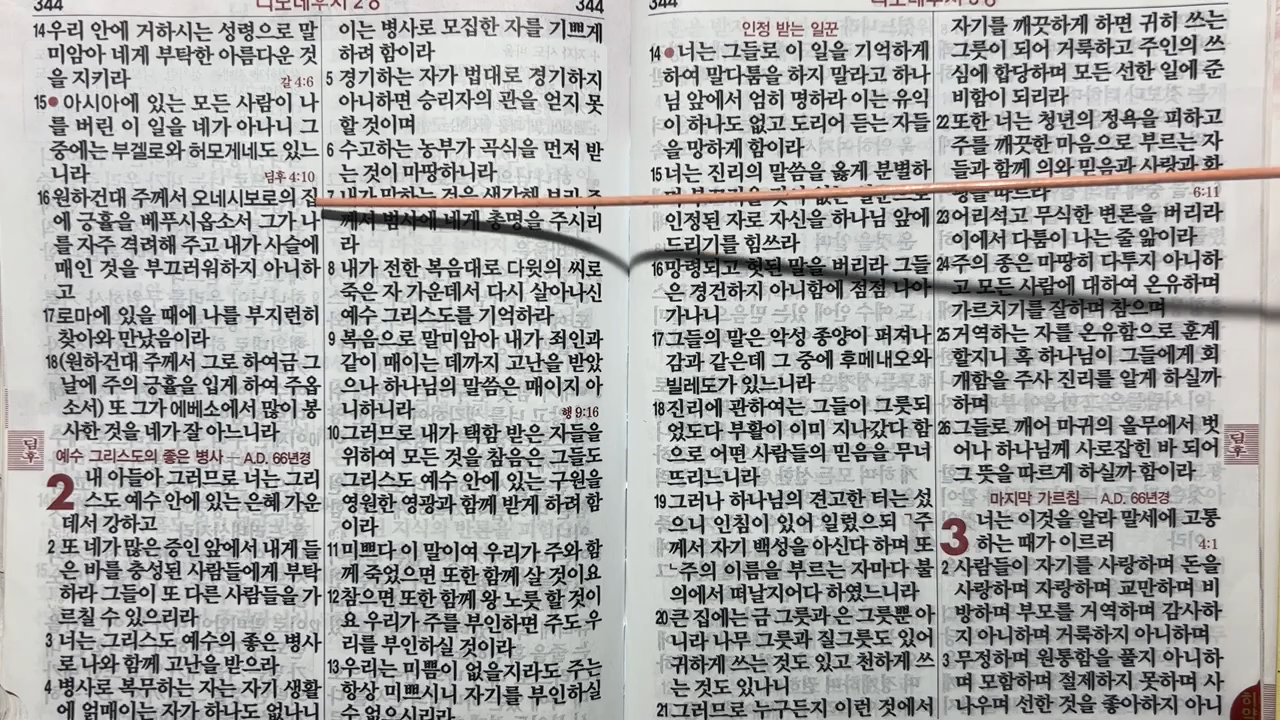 344
디모데후서 2장
344
14 우리 안에 거하시는 성령으로 말
미암아 네게 부탁한 아름다운 것
을 지키라
갈 4:6
15 ●아시아에 있는 모든 사람이 나
를 버린 이 일을 네가 아나니 그
중에는 부겔로와 허모게네도 있느
니라
딤후 4:10
16 원하건대 주께서 오네시보로의 집
에 긍휼을 베푸시옵소서 그가 나
를 자주 격려해 주고 내가 사슬에
매인 것을 부끄러워하지 아니하
고
17 로마에 있을 때에 나를 부지런히
찾아와 만났음이라
18 (원하건대 주께서 그로 하여금 그
날에 주의 긍휼을 입게 하여 주옵
소서) 또 그가 에베소에서 많이 봉
사한 것을 네가 잘 아느니라
딤후
예수 그리스도의 좋은 병사 — A.D. 66년경
2 내 아들아 그러므로 너는 그리
스도 예수 안에 있는 은혜 가운
데서 강하고
2 또 네가 많은 증인 앞에서 내게 들
은 바를 충성된 사람들에게 부탁
하라 그들이 또 다른 사람들을 가
르칠 수 있으리라
3 너는 그리스도 예수의 좋은 병사
로 나와 함께 고난을 받으라
4 병사로 복무하는 자는 자기 생활
에 얽매이는 자가 하나도 없나니
이는 병사로 모집한 자를 기쁘게
하려 함이라
5 경기하는 자가 법대로 경기하지
아니하면 승리자의 관을 얻지 못
할 것이며
6 수고하는 농부가 곡식을 먼저 받
는 것이 마땅하니라
7 내가 말하는 것을 생각해 보라 주
께서 범사에 네게 총명을 주시리
라
8 내가 전한 복음대로 다윗의 씨로
죽은 자 가운데서 다시 살아나신
예수 그리스도를 기억하라
9 복음으로 말미암아 내가 죄인과
같이 매이는 데까지 고난을 받았
으나 하나님의 말씀은 매이지 아
니하니라
행 9:16
10 그러므로 내가 택함 받은 자들을
위하여 모든 것을 참음은 그들도
그리스도 예수 안에 있는 구원을
영원한 영광과 함께 받게 하려 함
이라
11 미쁘다 이 말이여 우리가 주와 함
께 죽었으면 또한 함께 살 것이요
12 참으면 또한 함께 왕 노릇 할 것이
요 우리가 주를 부인하면 주도 우
리를 부인하실 것이라
13 우리는 미쁨이 없을지라도 주는
항상 미쁘시니 자기를 부인하실
수 없으시리라
344
인정 받는 일꾼
14 ●너는 그들로 이 일을 기억하게
하여 말다툼을 하지 말라고 하나
님 앞에서 엄히 명하라 이는 유익
이 하나도 없고 도리어 듣는 자들
을 망하게 함이라
15 너는 진리의 말씀을 옳게 분별하
며 부끄러울 것이 없는 일꾼으로
인정된 자로 자신을 하나님 앞에
드리기를 힘쓰라
16 망령되고 헛된 말을 버리라 그들
은 경건하지 아니함에 점점 나아
가나니
17 그들의 말은 악성 종양이 퍼져나
감과 같은데 그 중에 후메내오와
빌레도가 있느니라
18 진리에 관하여는 그들이 그릇되
었도다 부활이 이미 지나갔다 함
으로 어떤 사람들의 믿음을 무너
뜨리느니라
19 그러나 하나님의 견고한 터는 섰
으니 인침이 있어 일렀으되 ㄱ주
께서 자기 백성을 아신다 하며 또
ㄴ주의 이름을 부르는 자마다 불
의에서 떠날지어다 하였느니라
20 큰 집에는 금 그릇과 은 그릇뿐 아
니라 나무 그릇과 질그릇도 있어
귀하게 쓰는 것도 있고 천하게 쓰
는 것도 있나니
21 그러므로 누구든지 이런 것에서
자기를 깨끗하게 하면 귀히 쓰는
그릇이 되어 거룩하고 주인의 쓰
심에 합당하며 모든 선한 일에 준
비함이 되리라
22 또한 너는 청년의 정욕을 피하고
주를 깨끗한 마음으로 부르는 자
들과 함께 의와 믿음과 사랑과 화
평을 따르라
6:11
23 어리석고 무식한 변론을 버리라
이에서 다툼이 나는 줄 앎이라
24 주의 종은 마땅히 다투지 아니하
고 모든 사람에 대하여 온유하며
가르치기를 잘하며 참으며
25 거역하는 자를 온유함으로 훈계
할지니 혹 하나님이 그들에게 회
개함을 주사 진리를 알게 하실까
하며
26 그들로 깨어 마귀의 올무에서 벗
어나 하나님께 사로잡힌 바 되어
그 뜻을 따르게 하실까 함이라
딤후
마지막 가르침 — A.D. 66년경
3 너는 이것을 알라 말세에 고통
하는 때가 이르러
4:1
2 사람들이 자기를 사랑하며 돈을
사랑하며 자랑하며 교만하며 비
방하며 부모를 거역하며 감사하
지 아니하며 거룩하지 아니하며
3 무정하며 원통함을 풀지 아니하
며 모함하며 절제하지 못하며 사
나우며 선한 것을 좋아하지 아니